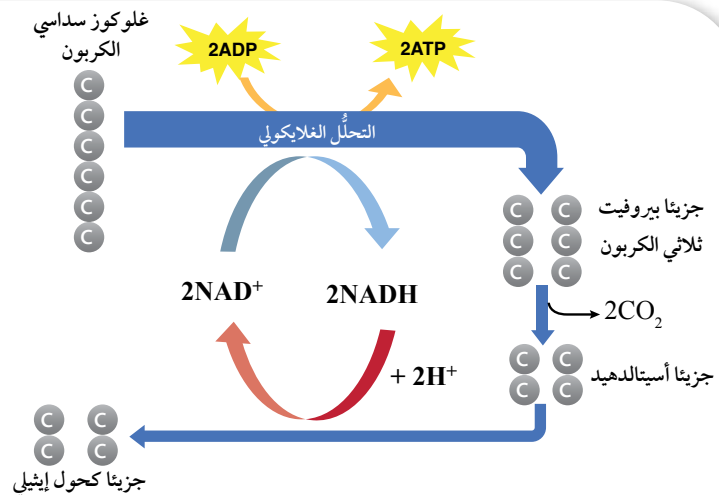 غلوكوز سداسي
الكربون
C
C
C
C
C
C
2ADP
2ATP
التحلُّل الغلايكولي
C C
C C
C C
جزيئا بيروفيت
ثلاثي الكربون
2NAD⁺
2NADH
+ 2H⁺
2CO₂
C C
C C
جزيئا أسيتالدهيد
C C
C C
جزيئا كحول إيثيلي